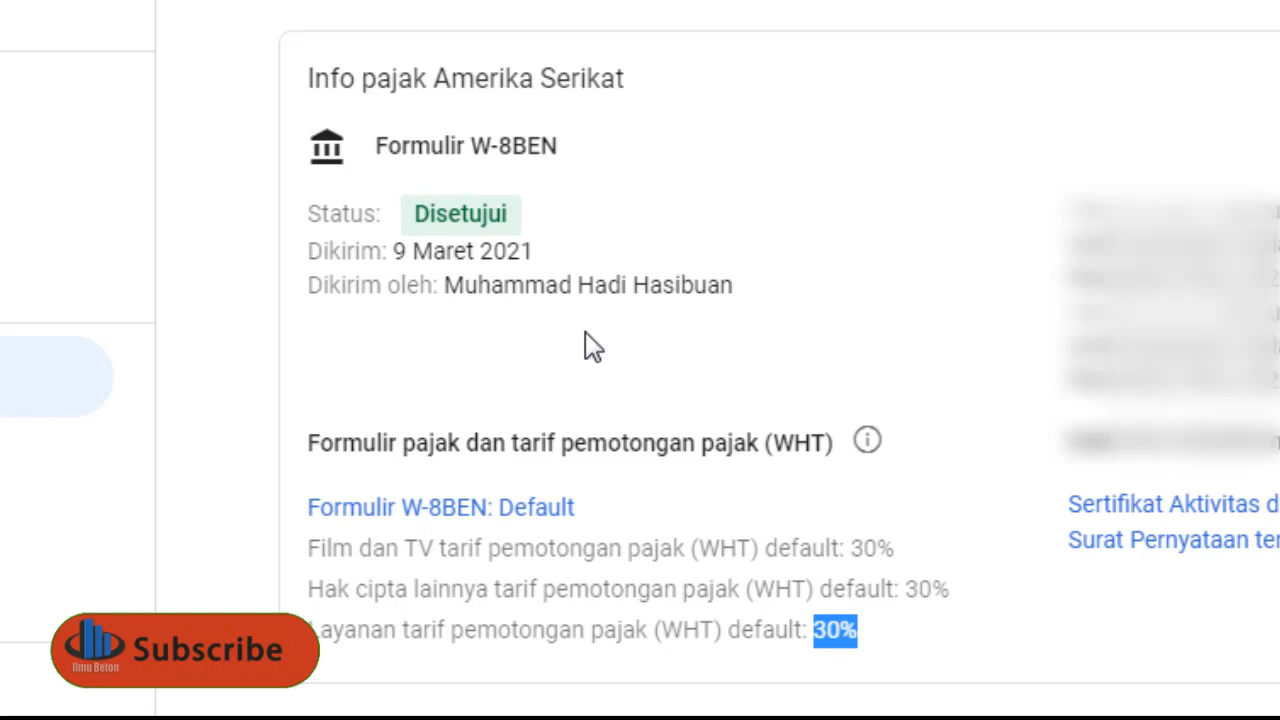 Info pajak Amerika Serikat
Formulir W-8BEN
Status: Disetujui
Dikirim: 9 Maret 2021
Dikirim oleh: Muhammad Hadi Hasibuan
Formulir pajak dan tarif pemotongan pajak (WHT)
Formulir W-8BEN: Default
Film dan TV tarif pemotongan pajak (WHT) default: 30%
Hak cipta lainnya tarif pemotongan pajak (WHT) default: 30%
Layanan tarif pemotongan pajak (WHT) default: 30%
Sertifikat Aktivitas d
Surat Pernyataan ter
Subscribe
Ilmu Beton